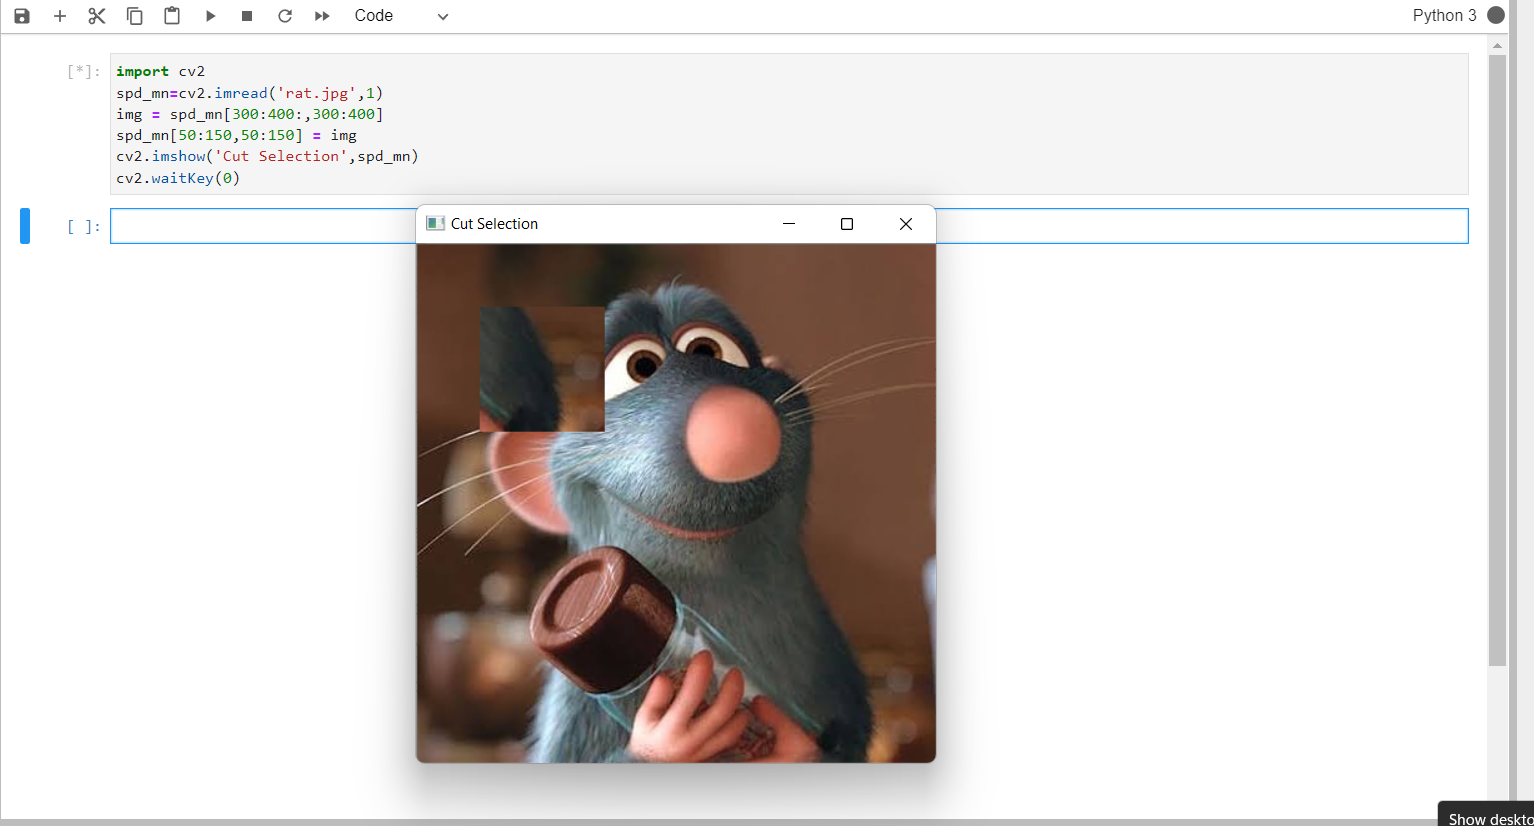 Code
Python 3
[*]:
import cv2
spd_mn=cv2.imread('rat.jpg',1)
img = spd_mn[300:400:,300:400]
spd_mn[50:150,50:150] = img
cv2.imshow('Cut Selection',spd_mn)
cv2.waitKey(0)
[ ]:
Cut Selection
Show